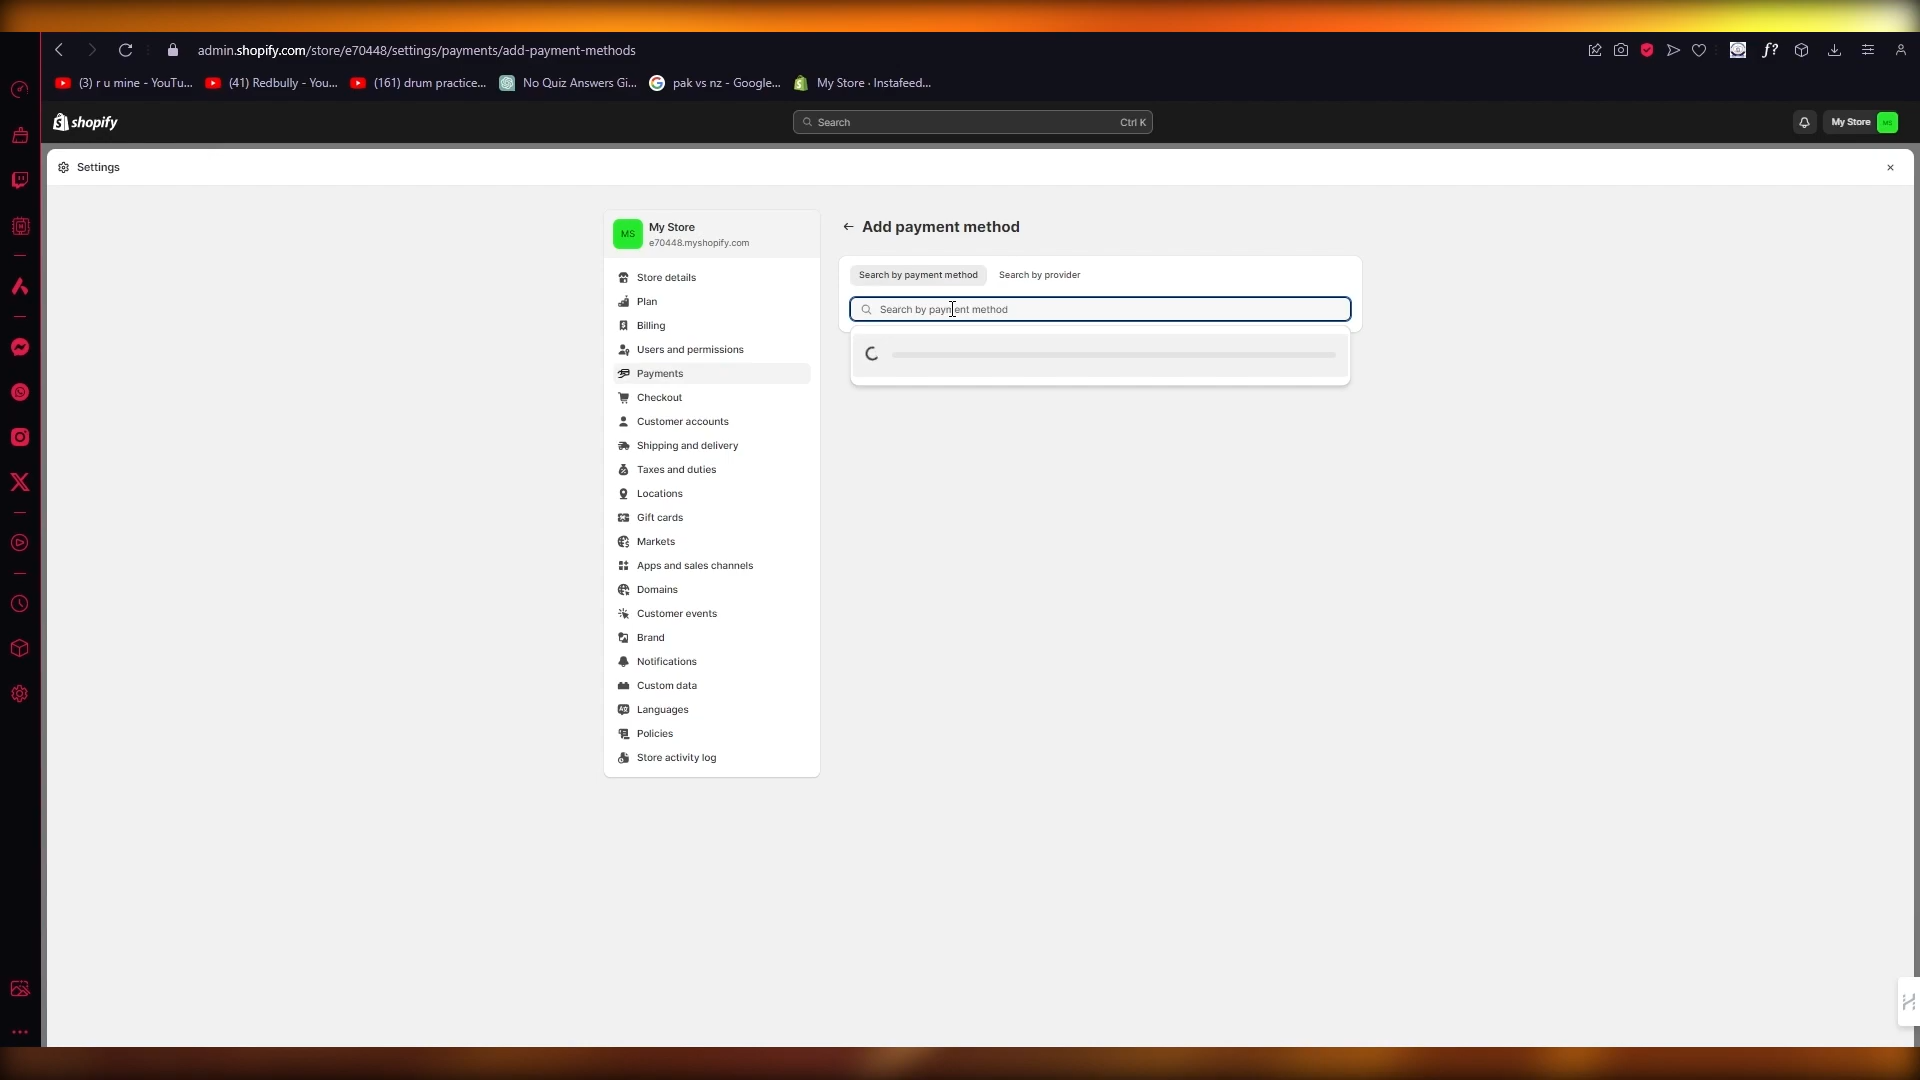 admin.shopify.com/store/e70448/settings/payments/add-payment-methods
(3) r u mine - YouTu...
(41) Redbully - You...
(161) drum practice...
No Quiz Answers Gi...
pak vs nz - Google...
My Store · Instafeed...
shopify
Search
Ctrl K
My Store
MS
Settings
MS
My Store
e70448.myshopify.com
Store details
Plan
Billing
Users and permissions
Payments
Checkout
Customer accounts
Shipping and delivery
Taxes and duties
Locations
Gift cards
Markets
Apps and sales channels
Domains
Customer events
Brand
Notifications
Custom data
Languages
Policies
Store activity log
Add payment method
Search by payment method
Search by provider
Search by payment method